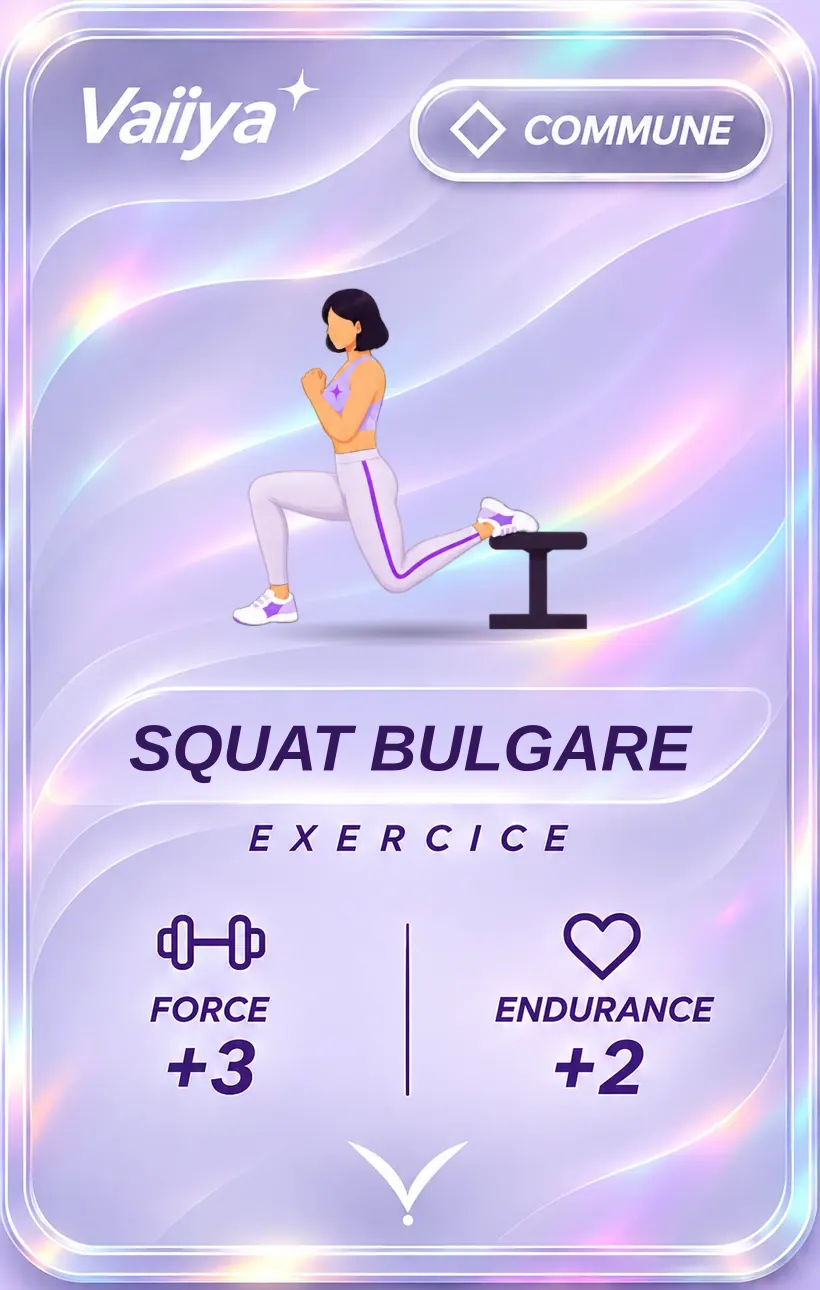 Vaiiya
COMMUNE
SQUAT BULGARE
EXERCICE
FORCE
+3
ENDURANCE
+2